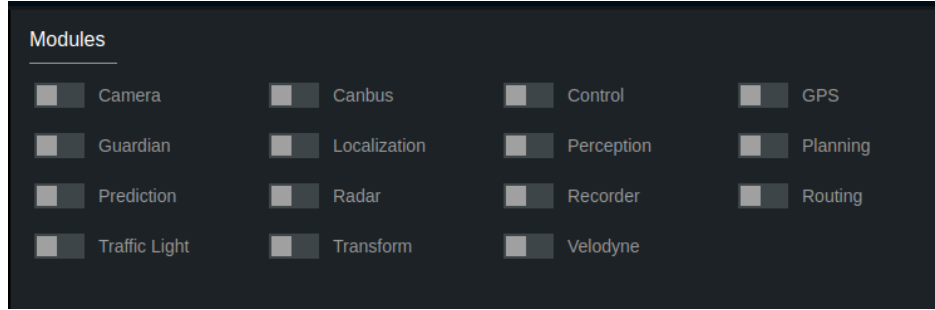 Modules
Camera Canbus Control GPS
Guardian Localization Perception Planning
Prediction Radar Recorder Routing
Traffic Light Transform Velodyne